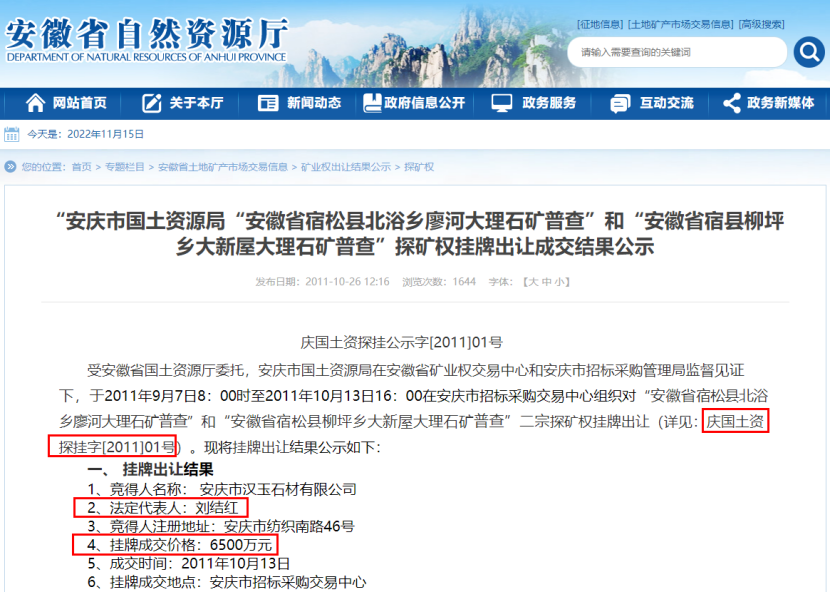 安徽省自然资源厅
DEPARTMENT OF NATURAL RESOURCES OF ANHUI PROVINCE
[征地信息] [土地矿产市场交易信息] [高级搜索]
请输入需要查询的关键词
网站首页 关于本厅 新闻动态 政府信息公开 政务服务 互动交流 政务新媒体
今天是：2022年11月15日
您的位置：首页 > 专题栏目 > 安徽省土地矿产市场交易信息 > 矿业权出让结果公示 > 探矿权
“安庆市国土资源局“安徽省宿松县北浴乡廖河大理石矿普查”和“安徽省宿县柳坪
乡大新屋大理石矿普查”探矿权挂牌出让成交结果公示
发布日期：2011-10-26 12:16 浏览次数：1644 字体：【大 中 小】
庆国土资探挂公示字[2011]01号
受安徽省国土资源厅委托，安庆市国土资源局在安徽省矿业权交易中心和安庆市招标采购管理局监督见证
下，于2011年9月7日8：00时至2011年10月13日16：00在安庆市招标采购交易中心组织对“安徽省宿松县北浴
乡廖河大理石矿普查”和“安徽省宿松县柳坪乡大新屋大理石矿普查”二宗探矿权挂牌出让（详见：庆国土资
探挂字[2011]01号）。现将挂牌出让结果公示如下：
一、 挂牌出让结果
1、竞得人名称： 安庆市汉玉石材有限公司
2、法定代表人：刘结红
3、竞得人注册地址：安庆市纺织南路46号
4、挂牌成交价格：6500万元
5、成交时间：2011年10月13日
6、挂牌成交地点：安庆市招标采购交易中心